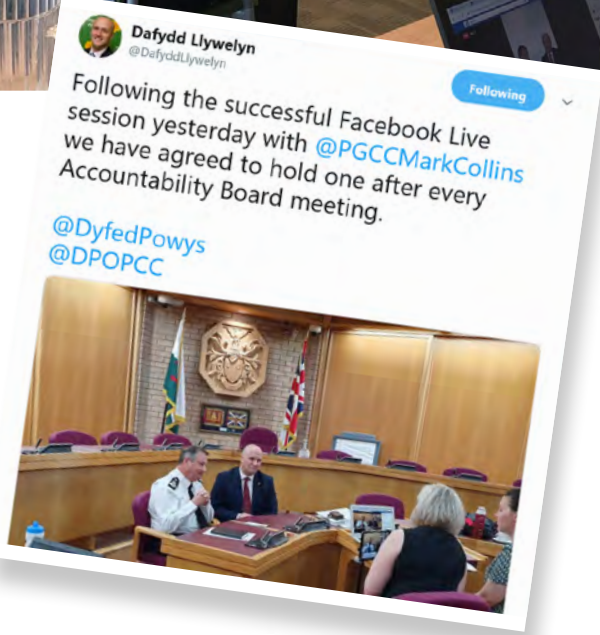 Dafydd Llywelyn
@DafyddLlywelyn
Following
Following the successful Facebook Live
session yesterday with @PGCCMarkCollins
we have agreed to hold one after every
Accountability Board meeting.
@DyfedPowys
@DPOPCC